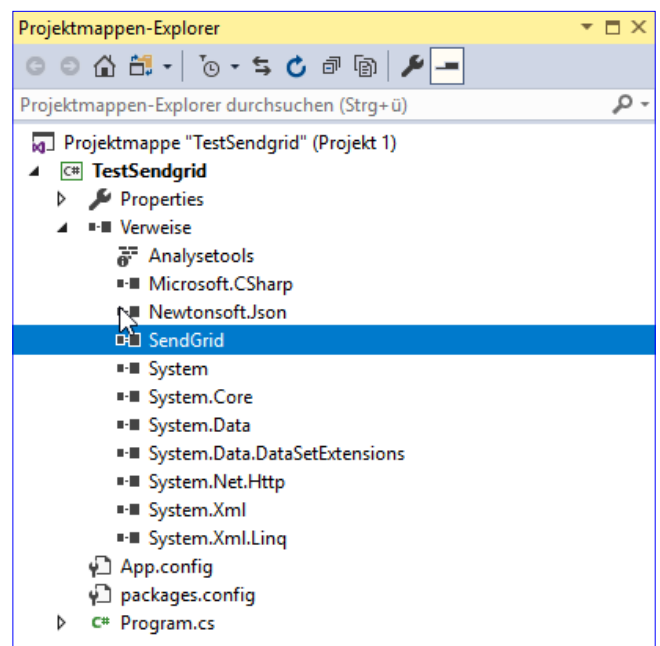 Projektmappen-Explorer
Projektmappen-Explorer durchsuchen (Strg+ü)
Projektmappe "TestSendgrid" (Projekt 1)
C# TestSendgrid
Properties
Verweise
Analysetools
Microsoft.CSharp
Newtonsoft.Json
SendGrid
System
System.Core
System.Data
System.Data.DataSetExtensions
System.Net.Http
System.Xml
System.Xml.Linq
App.config
packages.config
C# Program.cs